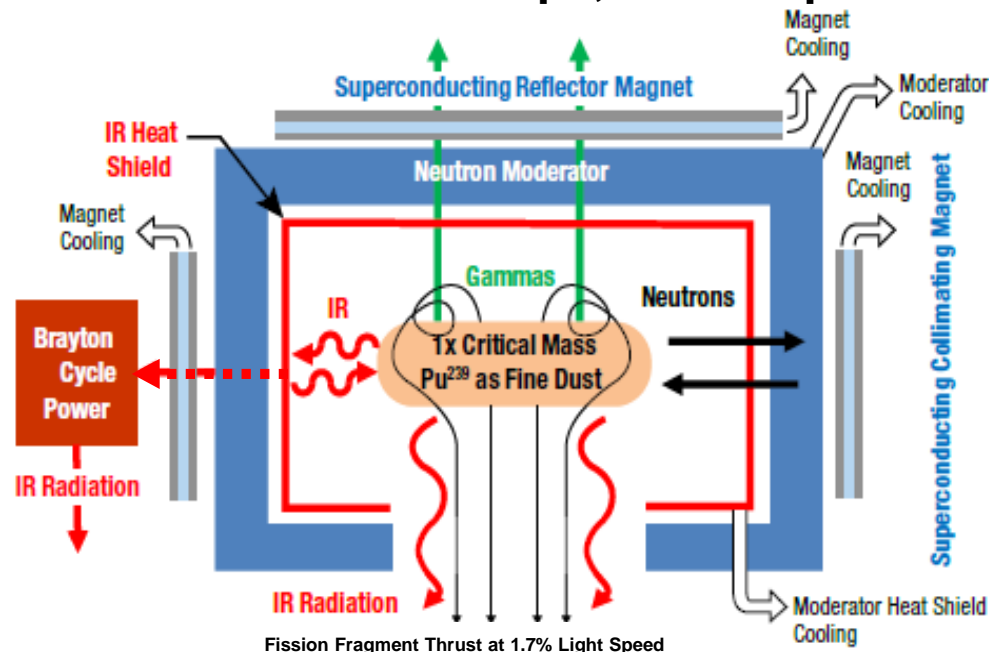 Magnet
Cooling
Superconducting Reflector Magnet
Moderator
Cooling
IR Heat
Shield
Neutron Moderator
Magnet
Cooling
Magnet
Cooling
Gammas
IR
Neutrons
Brayton
Cycle
Power
1x Critical Mass
Pu²³⁹ as Fine Dust
Superconducting Collimating Magnet
IR Radiation
IR Radiation
Moderator Heat Shield
Cooling
Fission Fragment Thrust at 1.7% Light Speed